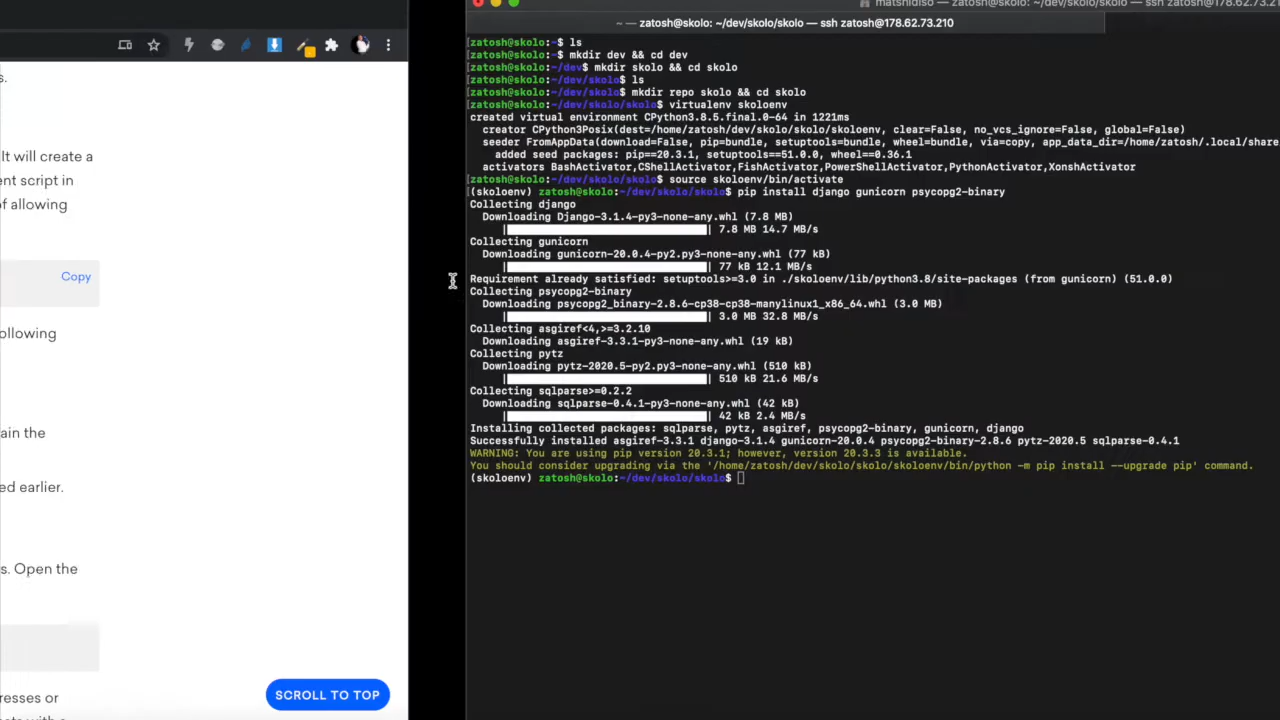 s.
It will create a
ent script in
of allowing
Copy
ollowing
ain the
ed earlier.
s. Open the
SCROLL TO TOP
resses or
matshidiso — zatosh@skolo: ~/dev/skolo/skolo — ssh zatosh@178.62.73.21
~ — zatosh@skolo: ~/dev/skolo/skolo — ssh zatosh@178.62.73.210
[zatosh@skolo:~$ ls
[zatosh@skolo:~$ mkdir dev && cd dev
[zatosh@skolo:~/dev$ mkdir skolo && cd skolo
[zatosh@skolo:~/dev/skolo$ ls
[zatosh@skolo:~/dev/skolo$ mkdir repo skolo && cd skolo
[zatosh@skolo:~/dev/skolo/skolo$ virtualenv skoloenv
created virtual environment CPython3.8.5.final.0-64 in 1221ms
  creator CPython3Posix(dest=/home/zatosh/dev/skolo/skolo/skoloenv, clear=False, no_vcs_ignore=False, global=False)
  seeder FromAppData(download=False, pip=bundle, setuptools=bundle, wheel=bundle, via=copy, app_data_dir=/home/zatosh/.local/share
    added seed packages: pip==20.3.1, setuptools==51.0.0, wheel==0.36.1
  activators BashActivator,CShellActivator,FishActivator,PowerShellActivator,PythonActivator,XonshActivator
[zatosh@skolo:~/dev/skolo/skolo$ source skoloenv/bin/activate
[(skoloenv) zatosh@skolo:~/dev/skolo/skolo$ pip install django gunicorn psycopg2-binary
Collecting django
  Downloading Django-3.1.4-py3-none-any.whl (7.8 MB)
     |████████████████████████████████| 7.8 MB 14.7 MB/s
Collecting gunicorn
  Downloading gunicorn-20.0.4-py2.py3-none-any.whl (77 kB)
     |████████████████████████████████| 77 kB 12.1 MB/s
Requirement already satisfied: setuptools>=3.0 in ./skoloenv/lib/python3.8/site-packages (from gunicorn) (51.0.0)
Collecting psycopg2-binary
  Downloading psycopg2_binary-2.8.6-cp38-cp38-manylinux1_x86_64.whl (3.0 MB)
     |████████████████████████████████| 3.0 MB 32.8 MB/s
Collecting asgiref<4,>=3.2.10
  Downloading asgiref-3.3.1-py3-none-any.whl (19 kB)
Collecting pytz
  Downloading pytz-2020.5-py2.py3-none-any.whl (510 kB)
     |████████████████████████████████| 510 kB 21.6 MB/s
Collecting sqlparse>=0.2.2
  Downloading sqlparse-0.4.1-py3-none-any.whl (42 kB)
     |████████████████████████████████| 42 kB 2.4 MB/s
Installing collected packages: sqlparse, pytz, asgiref, psycopg2-binary, gunicorn, django
Successfully installed asgiref-3.3.1 django-3.1.4 gunicorn-20.0.4 psycopg2-binary-2.8.6 pytz-2020.5 sqlparse-0.4.1
WARNING: You are using pip version 20.3.1; however, version 20.3.3 is available.
You should consider upgrading via the '/home/zatosh/dev/skolo/skolo/skoloenv/bin/python -m pip install --upgrade pip' command.
(skoloenv) zatosh@skolo:~/dev/skolo/skolo$